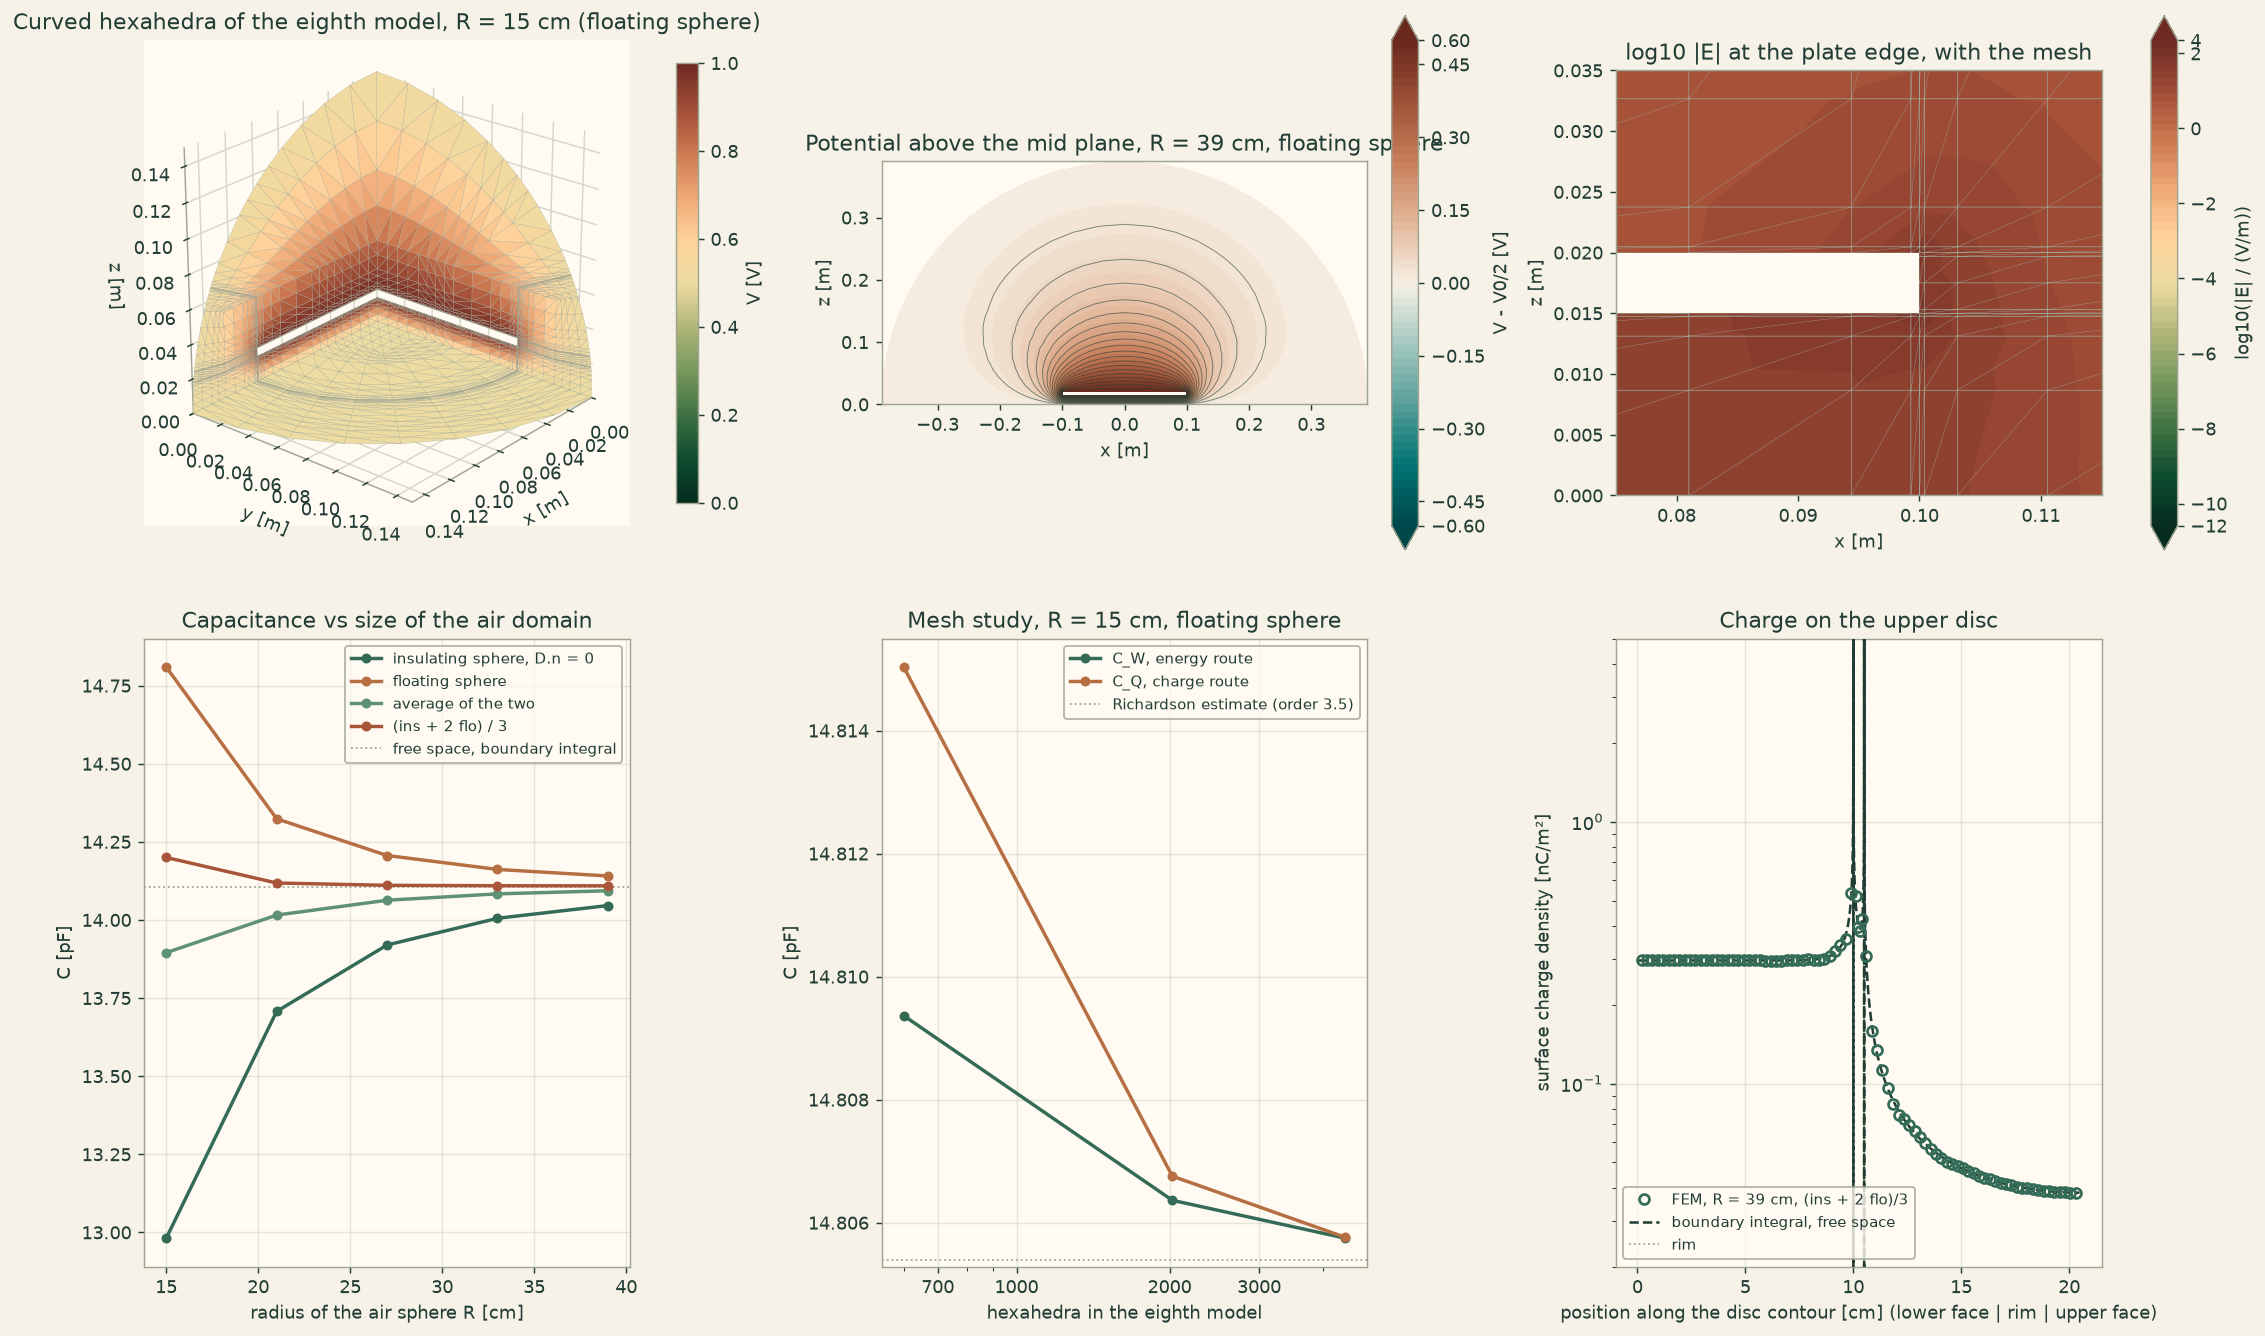 Curved hexahedra of the eighth model, R = 15 cm (floating sphere)
0.14
0.12
0.10
0.08
0.06
0.04
0.02
0.00
z [m]
0.00
0.02
0.04
0.06
0.08
0.10
0.12
0.14
y [m]
0.00
0.02
0.04
0.06
0.08
0.10
0.12
0.14
x [m]
1.0
0.8
0.6
0.4
0.2
0.0
V [V]
Potential above the mid plane, R = 39 cm, floating sphere
0.3
0.2
0.1
0.0
z [m]
−0.3 −0.2 −0.1 0.0 0.1 0.2 0.3
x [m]
0.60
0.45
0.30
0.15
0.00
−0.15
−0.30
−0.45
−0.60
V - V0/2 [V]
log10 |E| at the plate edge, with the mesh
0.035
0.030
0.025
0.020
0.015
0.010
0.005
0.000
z [m]
0.08 0.09 0.10 0.11
x [m]
4
2
0
−2
−4
−6
−8
−10
−12
log10(|E| / (V/m))
Capacitance vs size of the air domain
14.75
14.50
14.25
14.00
13.75
13.50
13.25
13.00
C [pF]
insulating sphere, D.n = 0
floating sphere
average of the two
(ins + 2 flo) / 3
free space, boundary integral
15 20 25 30 35 40
radius of the air sphere R [cm]
Mesh study, R = 15 cm, floating sphere
14.814
14.812
14.810
14.808
14.806
C [pF]
C_W, energy route
C_Q, charge route
Richardson estimate (order 3.5)
700 1000 2000 3000
hexahedra in the eighth model
Charge on the upper disc
10⁰
10⁻¹
surface charge density [nC/m²]
FEM, R = 39 cm, (ins + 2 flo)/3
boundary integral, free space
rim
0 5 10 15 20
position along the disc contour [cm] (lower face | rim | upper face)